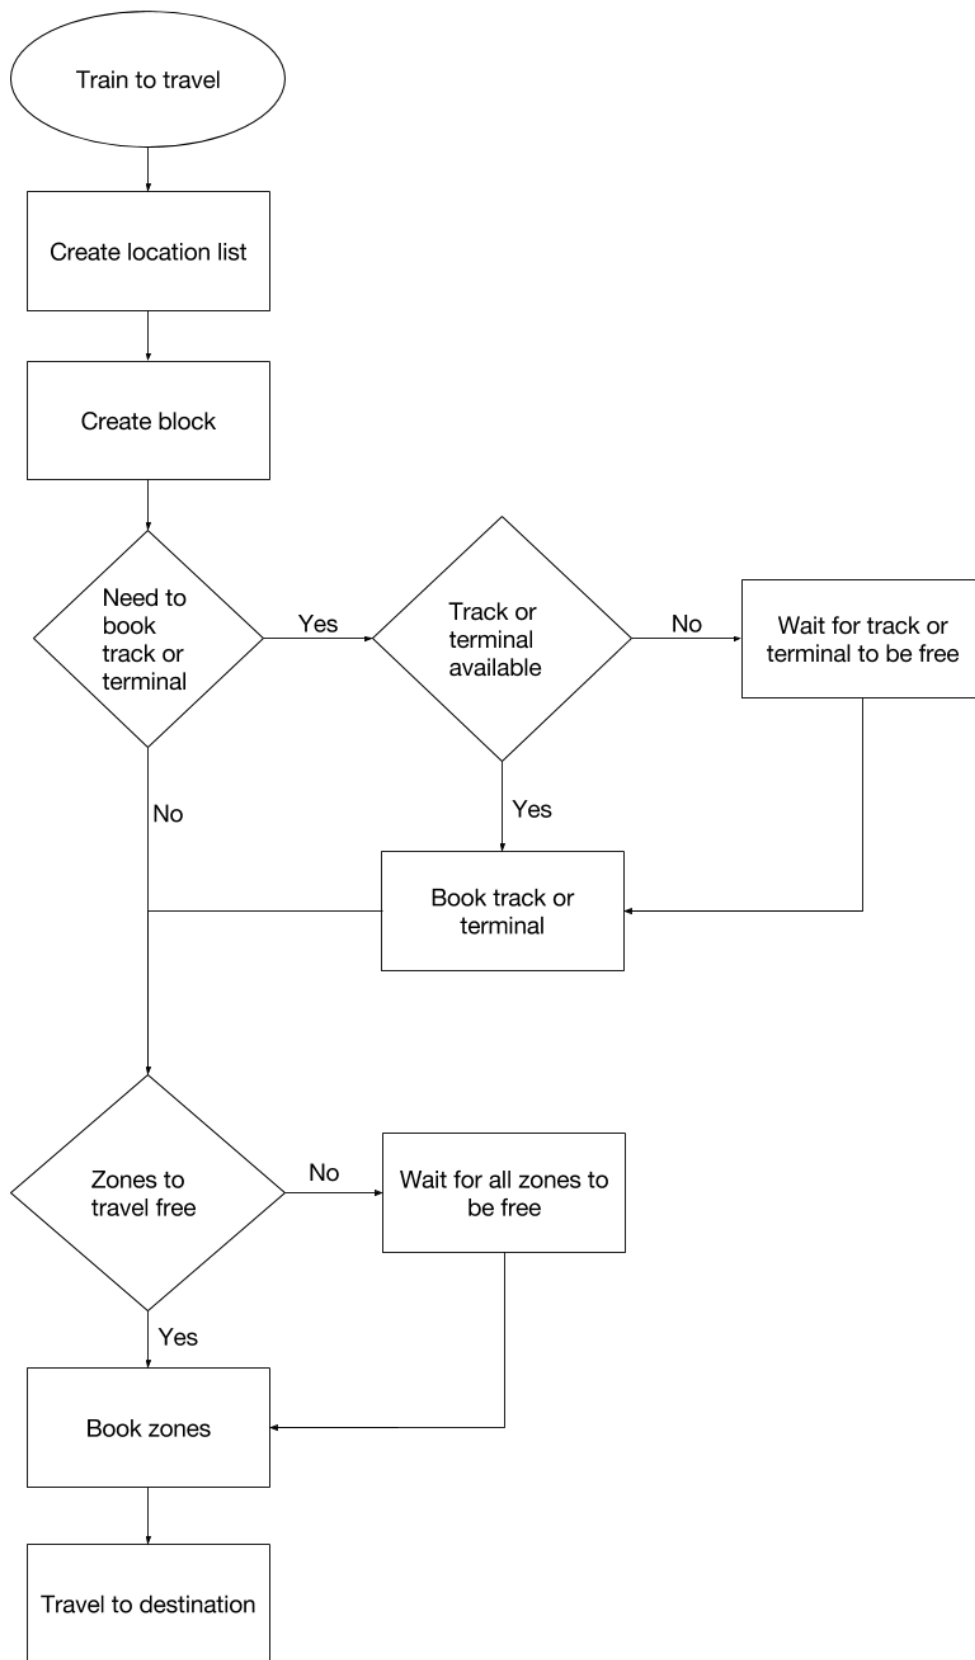 Train to travel
Create location list
Create block
Need to
book
track or
terminal
Yes
Track or
terminal
available
No
Wait for track or
terminal to be free
No
Yes
Book track or
terminal
Zones to
travel free
No
Wait for all zones to
be free
Yes
Book zones
Travel to destination